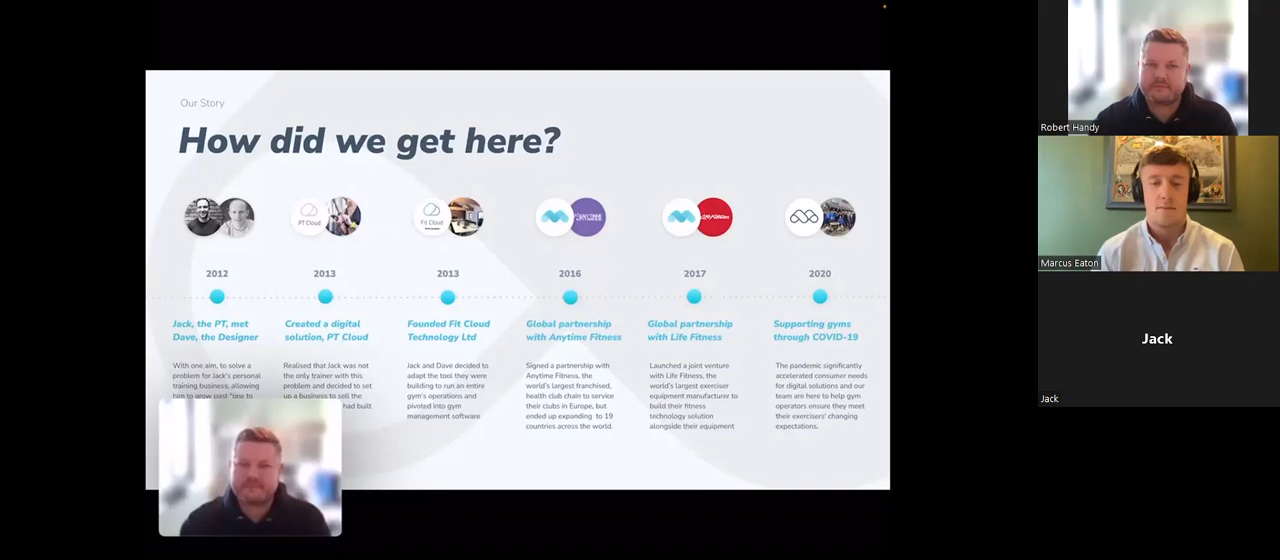 Our Story
How did we get here?
PT Cloud
Fit Cloud
2012
2013
2013
2016
2017
2020
Jack, the PT, met
Dave, the Designer
Created a digital
solution, PT Cloud
Founded Fit Cloud
Technology Ltd
Global partnership
with Anytime Fitness
Global partnership
with Life Fitness
Supporting gyms
through COVID-19
With one aim, to solve a
problem for Jack's personal
training business, allowing
him to grow past "one to
Realised that Jack was not
the only trainer with this
problem and decided to set
up a business to sell the
had built
Jack and Dave decided to
adapt the tool they were
building to run an entire
gym's operations and
pivoted into gym
management software
Signed a partnership with
Anytime Fitness, the
world's largest franchised,
health club chain to service
their clubs in Europe, but
ended up expanding to 19
countries across the world.
Launched a joint venture
with Life Fitness, the
world's largest exerciser
equipment manufacturer to
build their fitness
technology solution
alongside their equipment
The pandemic significantly
accelerated consumer needs
for digital solutions and our
team are here to help gym
operators ensure they meet
their exercisers' changing
expectations.
Robert Handy
Marcus Eaton
Jack
Jack